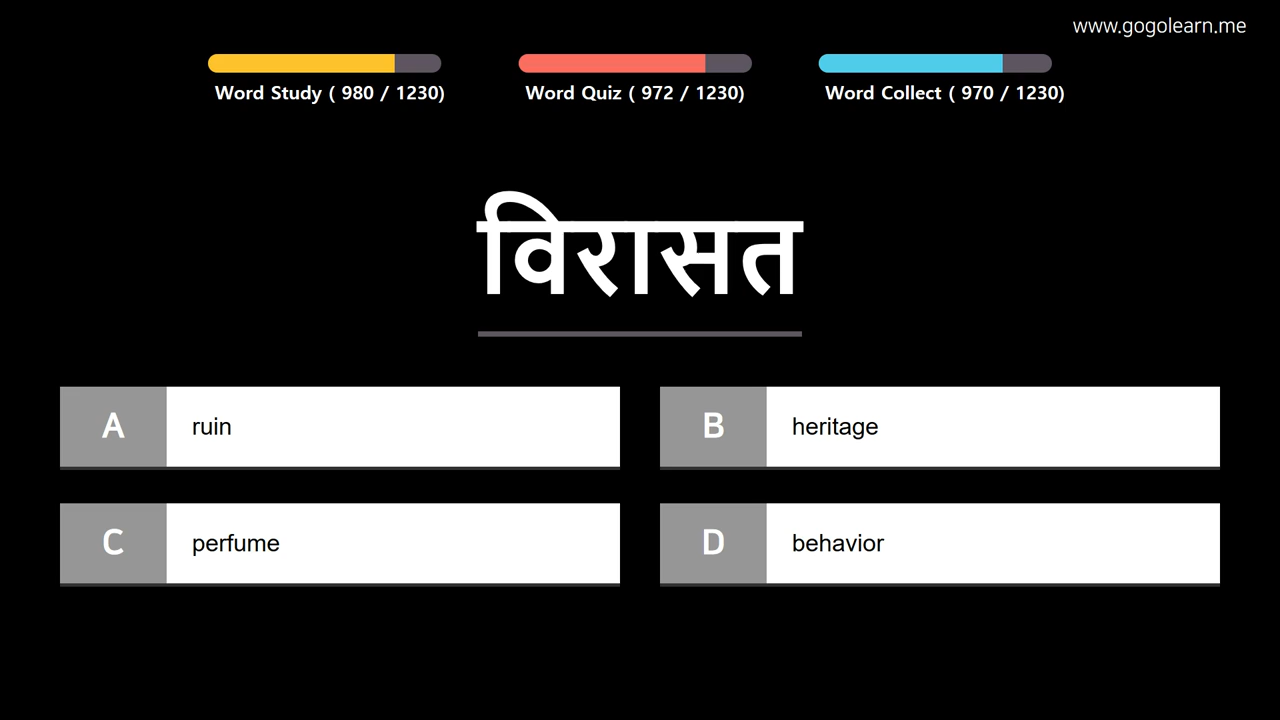 www.gogolearn.me
Word Study ( 980 / 1230)
Word Quiz ( 972 / 1230)
Word Collect ( 970 / 1230)
विरासत
A ruin
B heritage
C perfume
D behavior